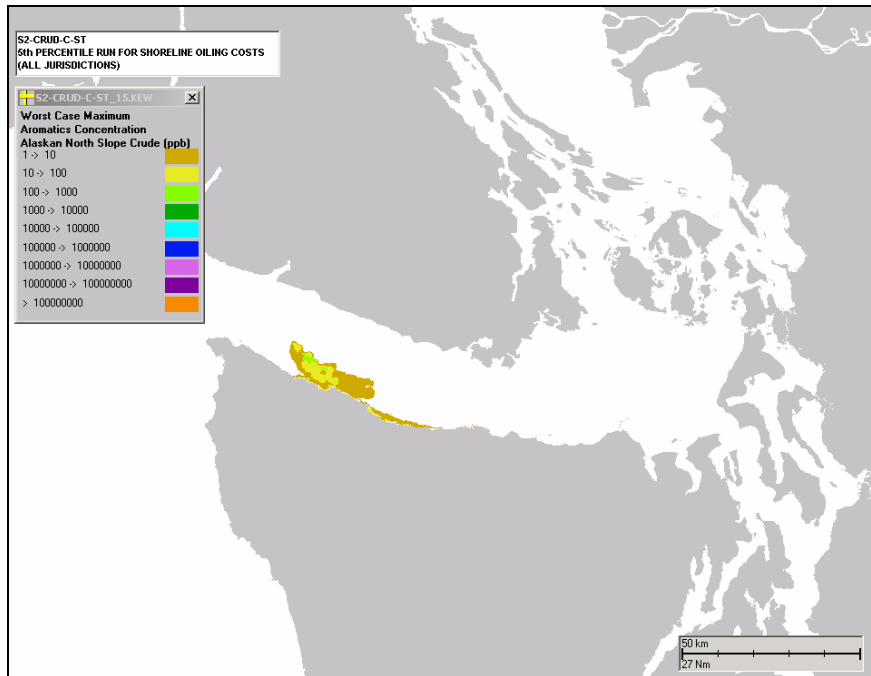 S2-CRUD-C-ST
5th PERCENTILE RUN FOR SHORELINE OILING COSTS
(ALL JURISDICTIONS)
S2-CRUD-C-ST_15.KEW
Worst Case Maximum
Aromatics Concentration
Alaskan North Slope Crude (ppb)
1 -> 10
10 -> 100
100 -> 1000
1000 -> 10000
10000 -> 100000
100000 -> 1000000
1000000 -> 10000000
10000000 -> 100000000
> 100000000
50 km
27 Nm